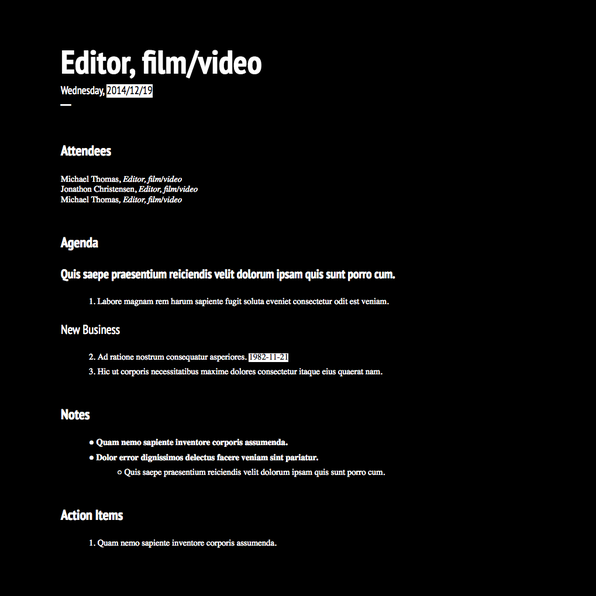 Editor, film/video
Wednesday, 2014/12/19
Attendees
Michael Thomas, Editor, film/video
Jonathon Christensen, Editor, film/video
Michael Thomas, Editor, film/video
Agenda
Quis saepe praesentium reiciendis velit dolorum ipsam quis sunt porro cum.
1. Labore magnam rem harum sapiente fugit soluta eveniet consectetur odit est veniam.
New Business
2. Ad ratione nostrum consequatur asperiores. 1982-11-21
3. Hic ut corporis necessitatibus maxime dolores consectetur itaque eius quaerat nam.
Notes
● Quam nemo sapiente inventore corporis assumenda.
● Dolor error dignissimos delectus facere veniam sint pariatur.
○ Quis saepe praesentium reiciendis velit dolorum ipsam quis sunt porro cum.
Action Items
1. Quam nemo sapiente inventore corporis assumenda.